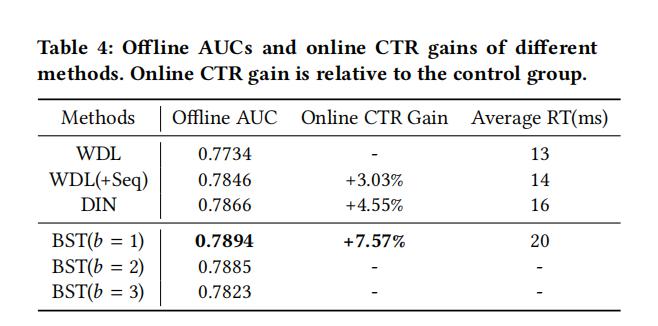 Table 4: Offline AUCs and online CTR gains of different
methods. Online CTR gain is relative to the control group.
Methods Offline AUC Online CTR Gain Average RT(ms)
WDL 0.7734 - 13
WDL(+Seq) 0.7846 +3.03% 14
DIN 0.7866 +4.55% 16
BST(b = 1) 0.7894 +7.57% 20
BST(b = 2) 0.7885 - -
BST(b = 3) 0.7823 - -